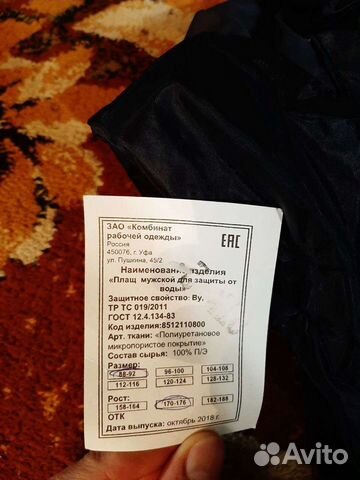 ЗАО «Комбинат
рабочей одежды»
Россия
450076, г. Уфа
ул. Пушкина, 45/2
EAC
Наименование изделия
«Плащ мужской для защиты от
воды»
Защитное свойство: Ву,
ТР ТС 019/2011
ГОСТ 12.4.134-83
Код изделия:8512110800
Арт. ткани: «Полиуретановое
микропористое покрытие»
Состав сырья: 100% П/Э
Размер:
88-92 96-100 104-108
112-116 120-124 128-132
Рост: 170-176 182-188
158-164
ОТК
Дата выпуска: октябрь 2018 г.
Avito